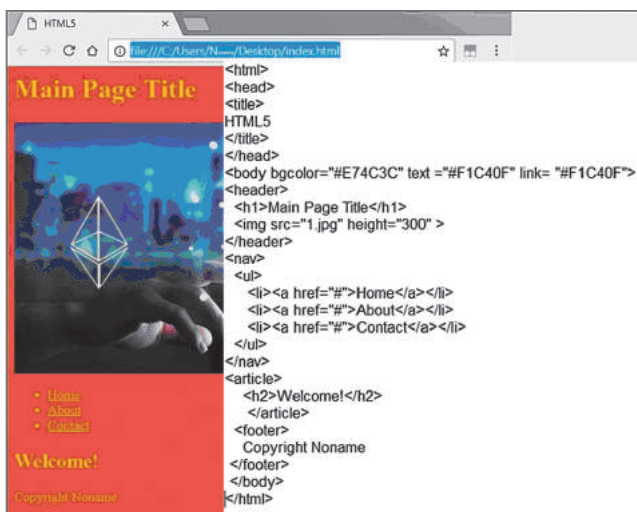 HTML5
file:///C:/Users/N——/Desktop/index.html
Main Page Title
Home
About
Contact
Welcome!
Copyright Noname
<html>
<head>
<title>
HTML5
</title>
</head>
<body bgcolor="#E74C3C" text ="#F1C40F" link= "#F1C40F">
<header>
<h1>Main Page Title</h1>
<img src="1.jpg" height="300" >
</header>
<nav>
<ul>
<li><a href="#">Home</a></li>
<li><a href="#">About</a></li>
<li><a href="#">Contact</a></li>
</ul>
</nav>
<article>
<h2>Welcome!</h2>
</article>
<footer>
Copyright Noname
</footer>
</body>
</html>